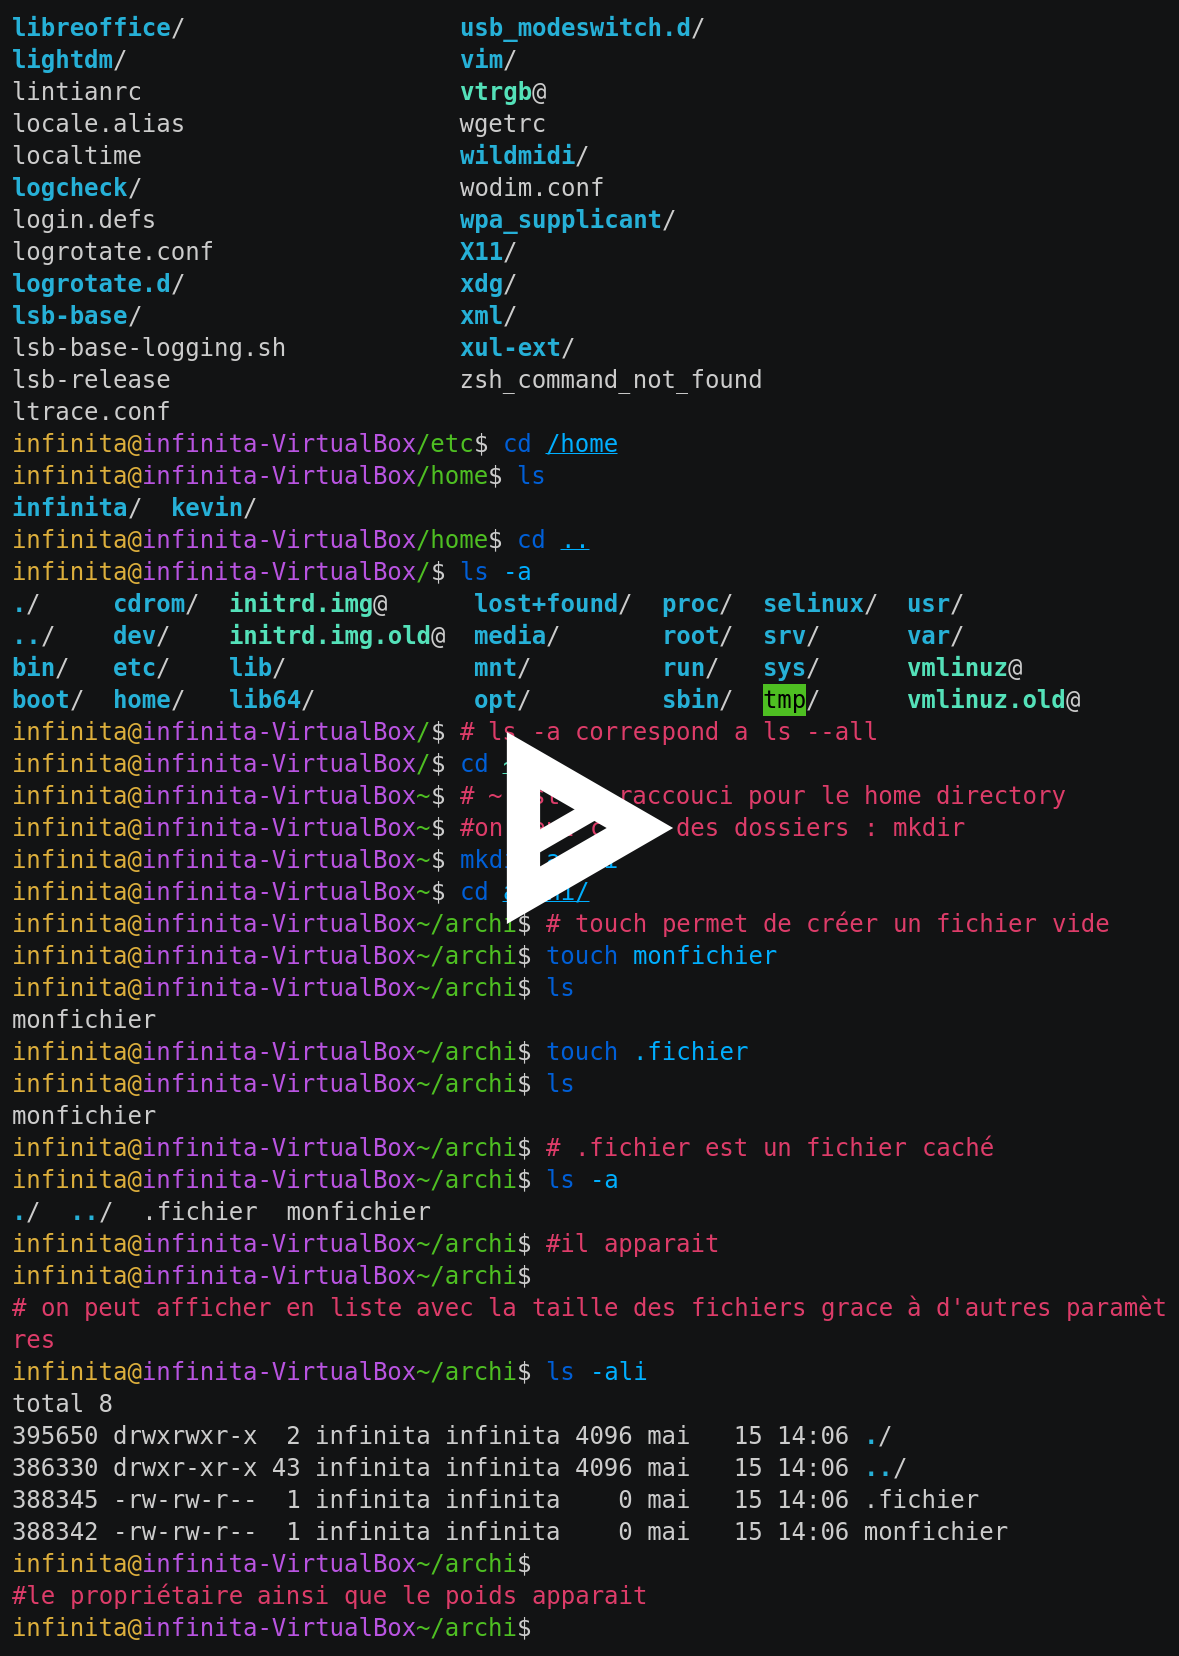 libreoffice/ usb_modeswitch.d/
lightdm/ vim/
lintianrc vtrgb@
locale.alias wgetrc
localtime wildmidi/
logcheck/ wodim.conf
login.defs wpa_supplicant/
logrotate.conf X11/
logrotate.d/ xdg/
lsb-base/ xml/
lsb-base-logging.sh xul-ext/
lsb-release zsh_command_not_found
ltrace.conf
infinita@infinita-VirtualBox/etc$ cd /home
infinita@infinita-VirtualBox/home$ ls
infinita/ kevin/
infinita@infinita-VirtualBox/home$ cd ..
infinita@infinita-VirtualBox/$ ls -a
./ cdrom/ initrd.img@ lost+found/ proc/ selinux/ usr/
../ dev/ initrd.img.old@ media/ root/ srv/ var/
bin/ etc/ lib/ mnt/ run/ sys/ vmlinuz@
boot/ home/ lib64/ opt/ sbin/ tmp/ vmlinuz.old@
infinita@infinita-VirtualBox/$ # ls -a correspond a ls --all
infinita@infinita-VirtualBox/$ cd
infinita@infinita-VirtualBox~$ # ~ raccouci pour le home directory
infinita@infinita-VirtualBox~$ #on des dossiers : mkdir
infinita@infinita-VirtualBox~$ mkdir
infinita@infinita-VirtualBox~$ cd archi/
infinita@infinita-VirtualBox~/archi$ # touch permet de créer un fichier vide
infinita@infinita-VirtualBox~/archi$ touch monfichier
infinita@infinita-VirtualBox~/archi$ ls
monfichier
infinita@infinita-VirtualBox~/archi$ touch .fichier
infinita@infinita-VirtualBox~/archi$ ls
monfichier
infinita@infinita-VirtualBox~/archi$ # .fichier est un fichier caché
infinita@infinita-VirtualBox~/archi$ ls -a
./ ../ .fichier monfichier
infinita@infinita-VirtualBox~/archi$ #il apparait
infinita@infinita-VirtualBox~/archi$
# on peut afficher en liste avec la taille des fichiers grace à d'autres paramèt
res
infinita@infinita-VirtualBox~/archi$ ls -ali
total 8
395650 drwxrwxr-x 2 infinita infinita 4096 mai 15 14:06 ./
386330 drwxr-xr-x 43 infinita infinita 4096 mai 15 14:06 ../
388345 -rw-rw-r-- 1 infinita infinita 0 mai 15 14:06 .fichier
388342 -rw-rw-r-- 1 infinita infinita 0 mai 15 14:06 monfichier
infinita@infinita-VirtualBox~/archi$
#le propriétaire ainsi que le poids apparait
infinita@infinita-VirtualBox~/archi$